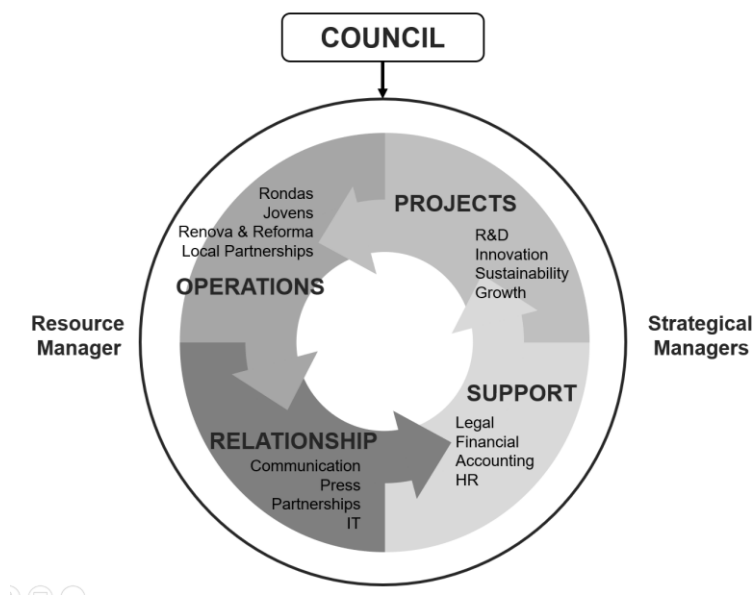 COUNCIL
Rondas
Jovens
Renova & Reforma
Local Partnerships
OPERATIONS
PROJECTS
R&D
Innovation
Sustainability
Growth
Resource
Manager
Strategical
Managers
RELATIONSHIP
Communication
Press
Partnerships
IT
SUPPORT
Legal
Financial
Accounting
HR